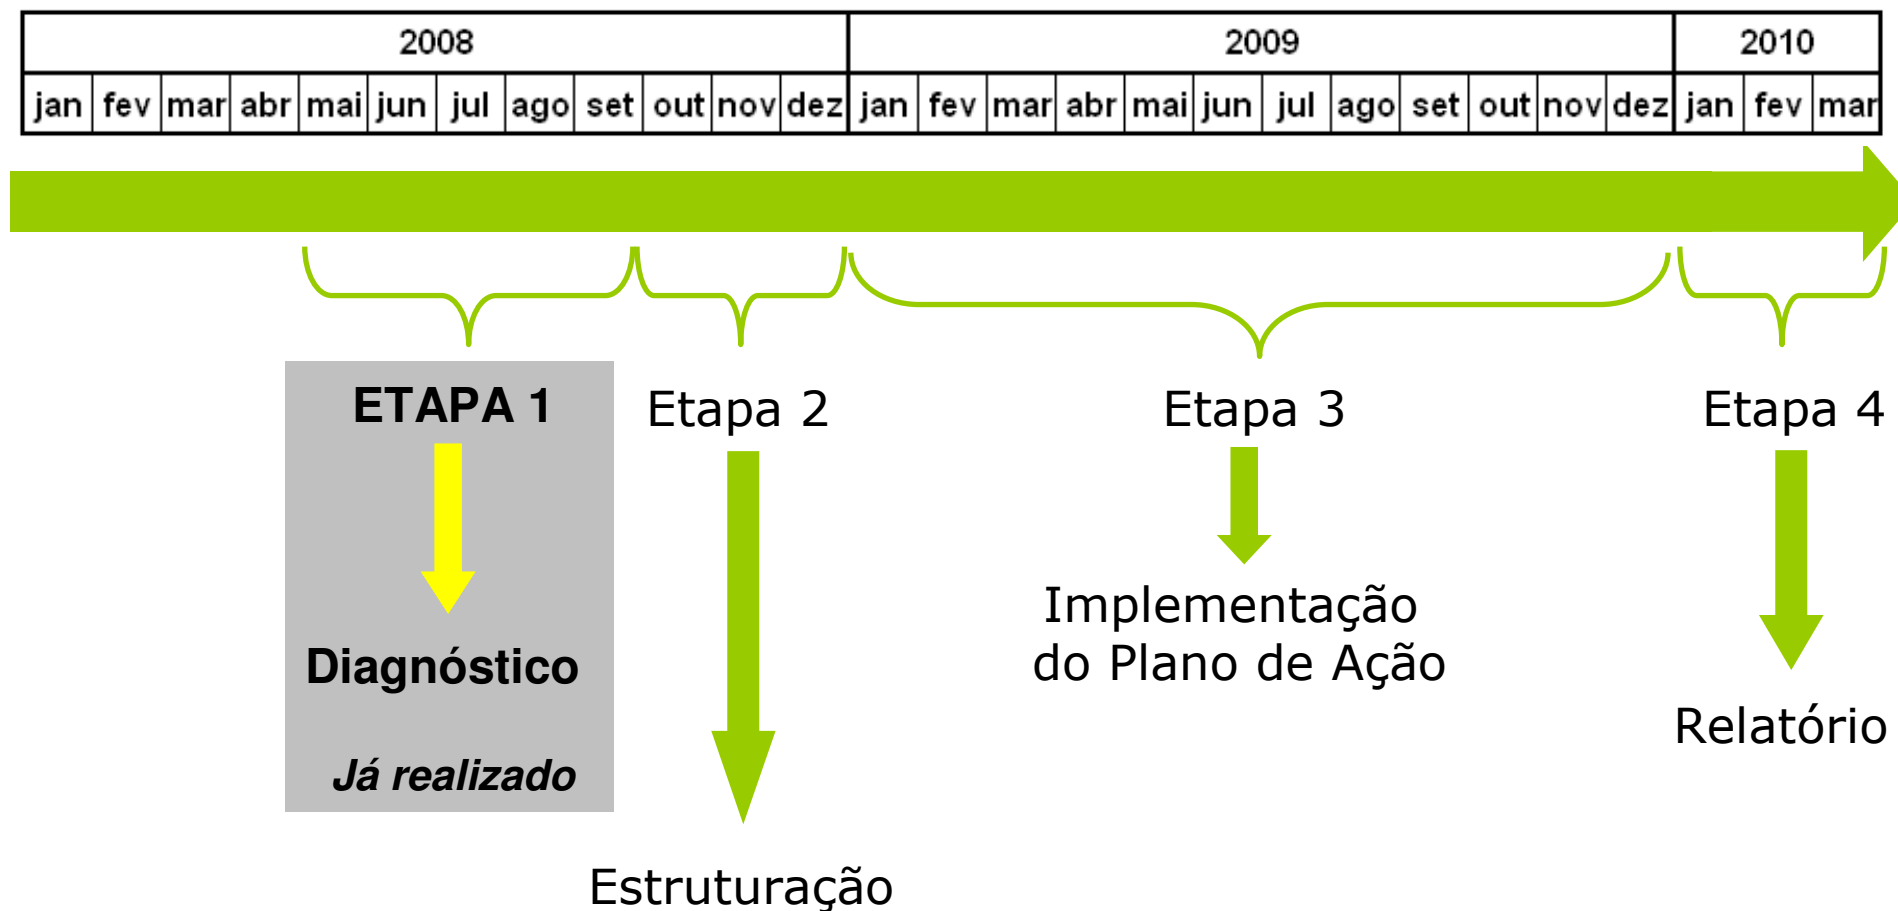 2008 2009 2010
jan fev mar abr mai jun jul ago set out nov dez jan fev mar abr mai jun jul ago set out nov dez jan fev mar
ETAPA 1 Etapa 2 Etapa 3 Etapa 4
Implementação
do Plano de Ação
Diagnóstico
Relatório
Já realizado
Estruturação